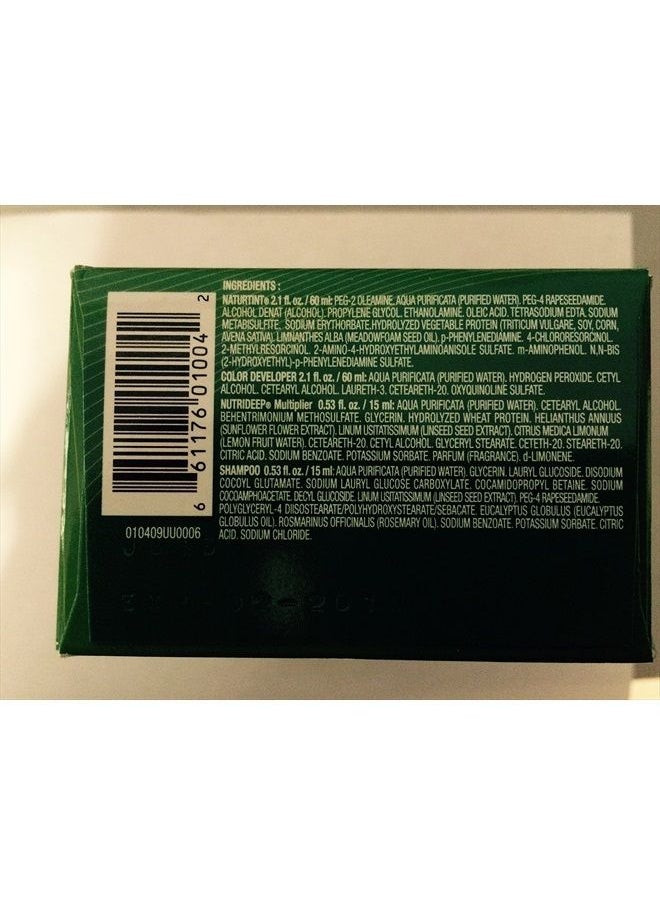 INGREDIENTS :
NATURTINT® 2.1 fl. oz. / 60 ml: PEG-2 OLEAMINE. AQUA PURIFICATA (PURIFIED WATER). PEG-4 RAPESEEDAMIDE.
ALCOHOL DENAT (ALCOHOL). PROPYLENE GLYCOL. ETHANOLAMINE. OLEIC ACID. TETRASODIUM EDTA. SODIUM
METABISULFITE. SODIUM ERYTHORBATE.HYDROLYZED VEGETABLE PROTEIN (TRITICUM VULGARE, SOY, CORN,
AVENA SATIVA). LIMNANTHES ALBA (MEADOWFOAM SEED OIL). p-PHENYLENEDIAMINE. 4-CHLORORESORCINOL.
2-METHYLRESORCINOL. 2-AMINO-4-HYDROXYETHYLAMINOANISOLE SULFATE. m-AMINOPHENOL. N,N-BIS
(2-HYDROXYETHYL)-p-PHENYLENEDIAMINE SULFATE.
COLOR DEVELOPER 2.1 fl. oz. / 60 ml: AQUA PURIFICATA (PURIFIED WATER). HYDROGEN PEROXIDE. CETYL
ALCOHOL. CETEARYL ALCOHOL. LAURETH-3. CETEARETH-20. OXYQUINOLINE SULFATE.
NUTRIDEEP® Multiplier 0.53 fl. oz. / 15 ml: AQUA PURIFICATA (PURIFIED WATER). CETEARYL ALCOHOL.
BEHENTRIMONIUM METHOSULFATE. GLYCERIN. HYDROLYZED WHEAT PROTEIN. HELIANTHUS ANNUUS
(SUNFLOWER FLOWER EXTRACT). LINUM USITATISSIMUM (LINSEED SEED EXTRACT). CITRUS MEDICA LIMONUM
(LEMON FRUIT WATER). CETEARETH-20. CETYL ALCOHOL. GLYCERYL STEARATE. CETETH-20. STEARETH-20.
CITRIC ACID. SODIUM BENZOATE. POTASSIUM SORBATE. PARFUM (FRAGRANCE). d-LIMONENE.
SHAMPOO 0.53 fl. oz. / 15 ml: AQUA PURIFICATA (PURIFIED WATER). GLYCERIN. LAURYL GLUCOSIDE. DISODIUM
COCOYL GLUTAMATE. SODIUM LAURYL GLUCOSE CARBOXYLATE. COCAMIDOPROPYL BETAINE. SODIUM
COCOAMPHOACETATE. DECYL GLUCOSIDE. LINUM USITATISSIMUM (LINSEED SEED EXTRACT). PEG-4 RAPESEEDAMIDE.
POLYGLYCERYL-4 DIISOSTEARATE/POLYHYDROXYSTEARATE/SEBACATE. EUCALYPTUS GLOBULUS (EUCALYPTUS
GLOBULUS OIL). ROSMARINUS OFFICINALIS (ROSEMARY OIL). SODIUM BENZOATE. POTASSIUM SORBATE. CITRIC
ACID. SODIUM CHLORIDE.
6 61176 01004 2
010409UU0006